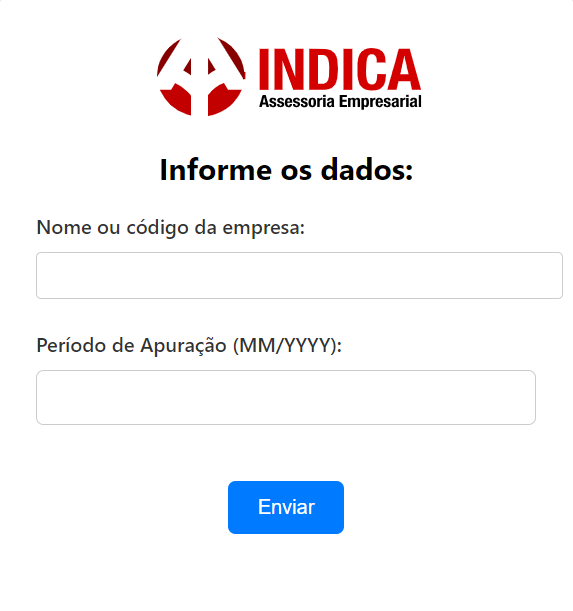 INDICA
Assessoria Empresarial
Informe os dados:
Nome ou código da empresa:
Período de Apuração (MM/YYYY):
Enviar